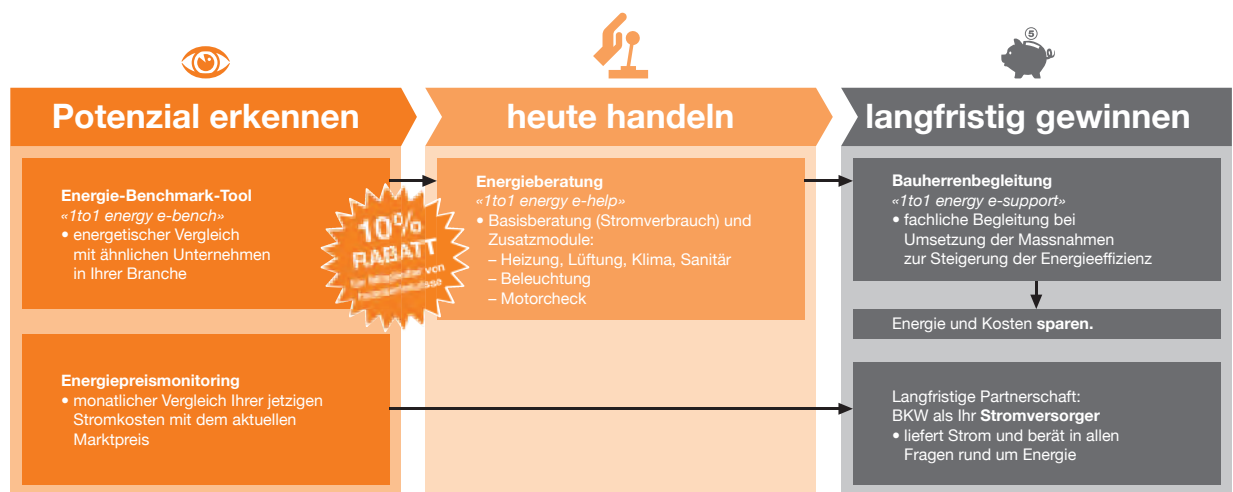 Potenzial erkennen
heute handeln
langfristig gewinnen
Energie-Benchmark-Tool
«1to1 energy e-bench»
• energetischer Vergleich
mit ähnlichen Unternehmen
in Ihrer Branche
10%
RABATT
für Mitglieder von
Energieberatung
«1to1 energy e-help»
• Basisberatung (Stromverbrauch) und
Zusatzmodule:
– Heizung, Lüftung, Klima, Sanitär
– Beleuchtung
– Motorcheck
Bauherrenbegleitung
«1to1 energy e-support»
• fachliche Begleitung bei
Umsetzung der Massnahmen
zur Steigerung der Energieeffizienz
Energie und Kosten sparen.
Energiepreismonitoring
• monatlicher Vergleich Ihrer jetzigen
Stromkosten mit dem aktuellen
Marktpreis
Langfristige Partnerschaft:
BKW als Ihr Stromversorger
• liefert Strom und berät in allen
Fragen rund um Energie
5